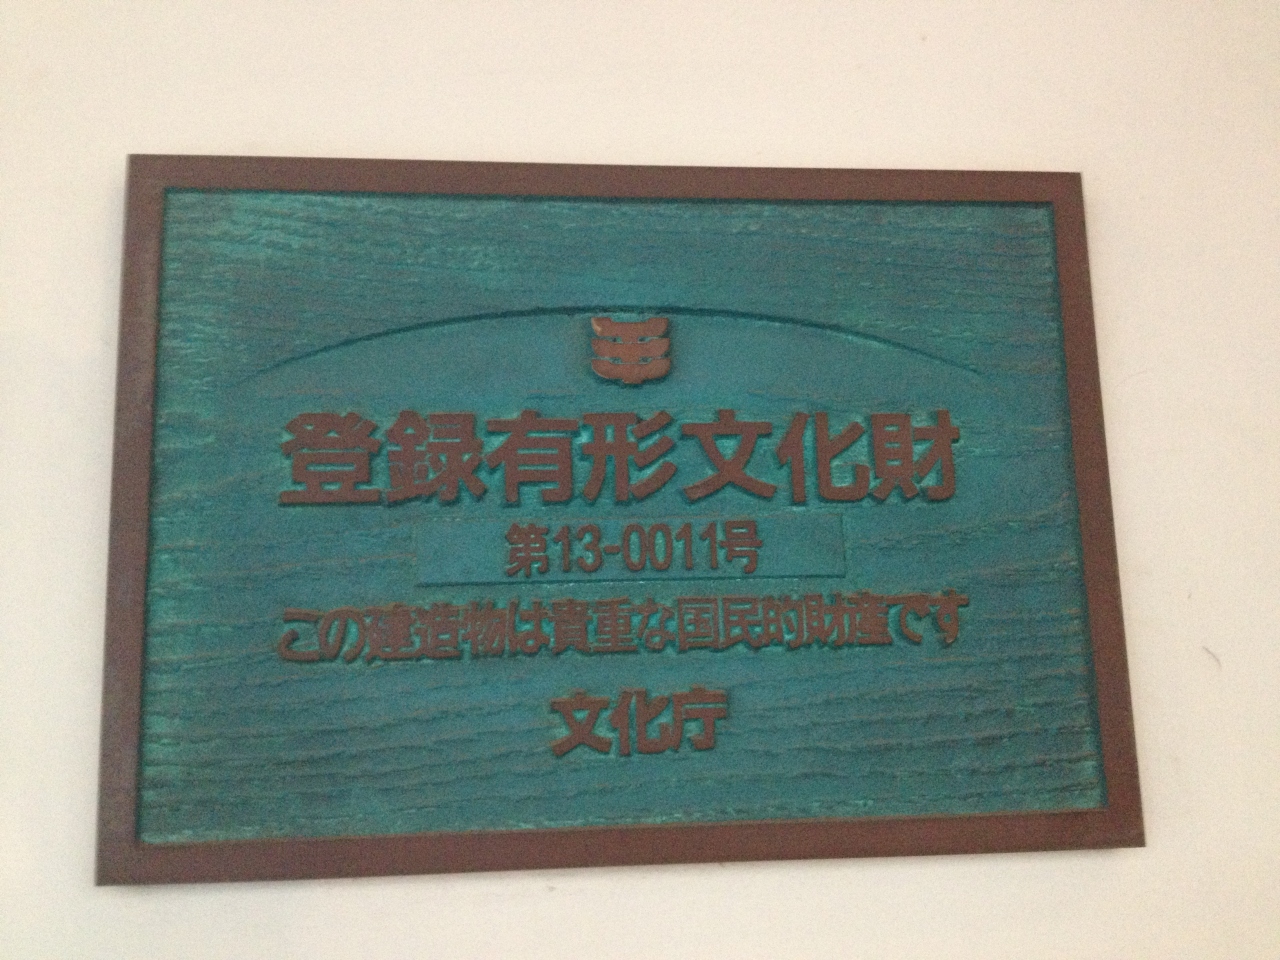 登録有形文化財
第13-0011号
この建造物は貴重な国民的財産です
文化庁